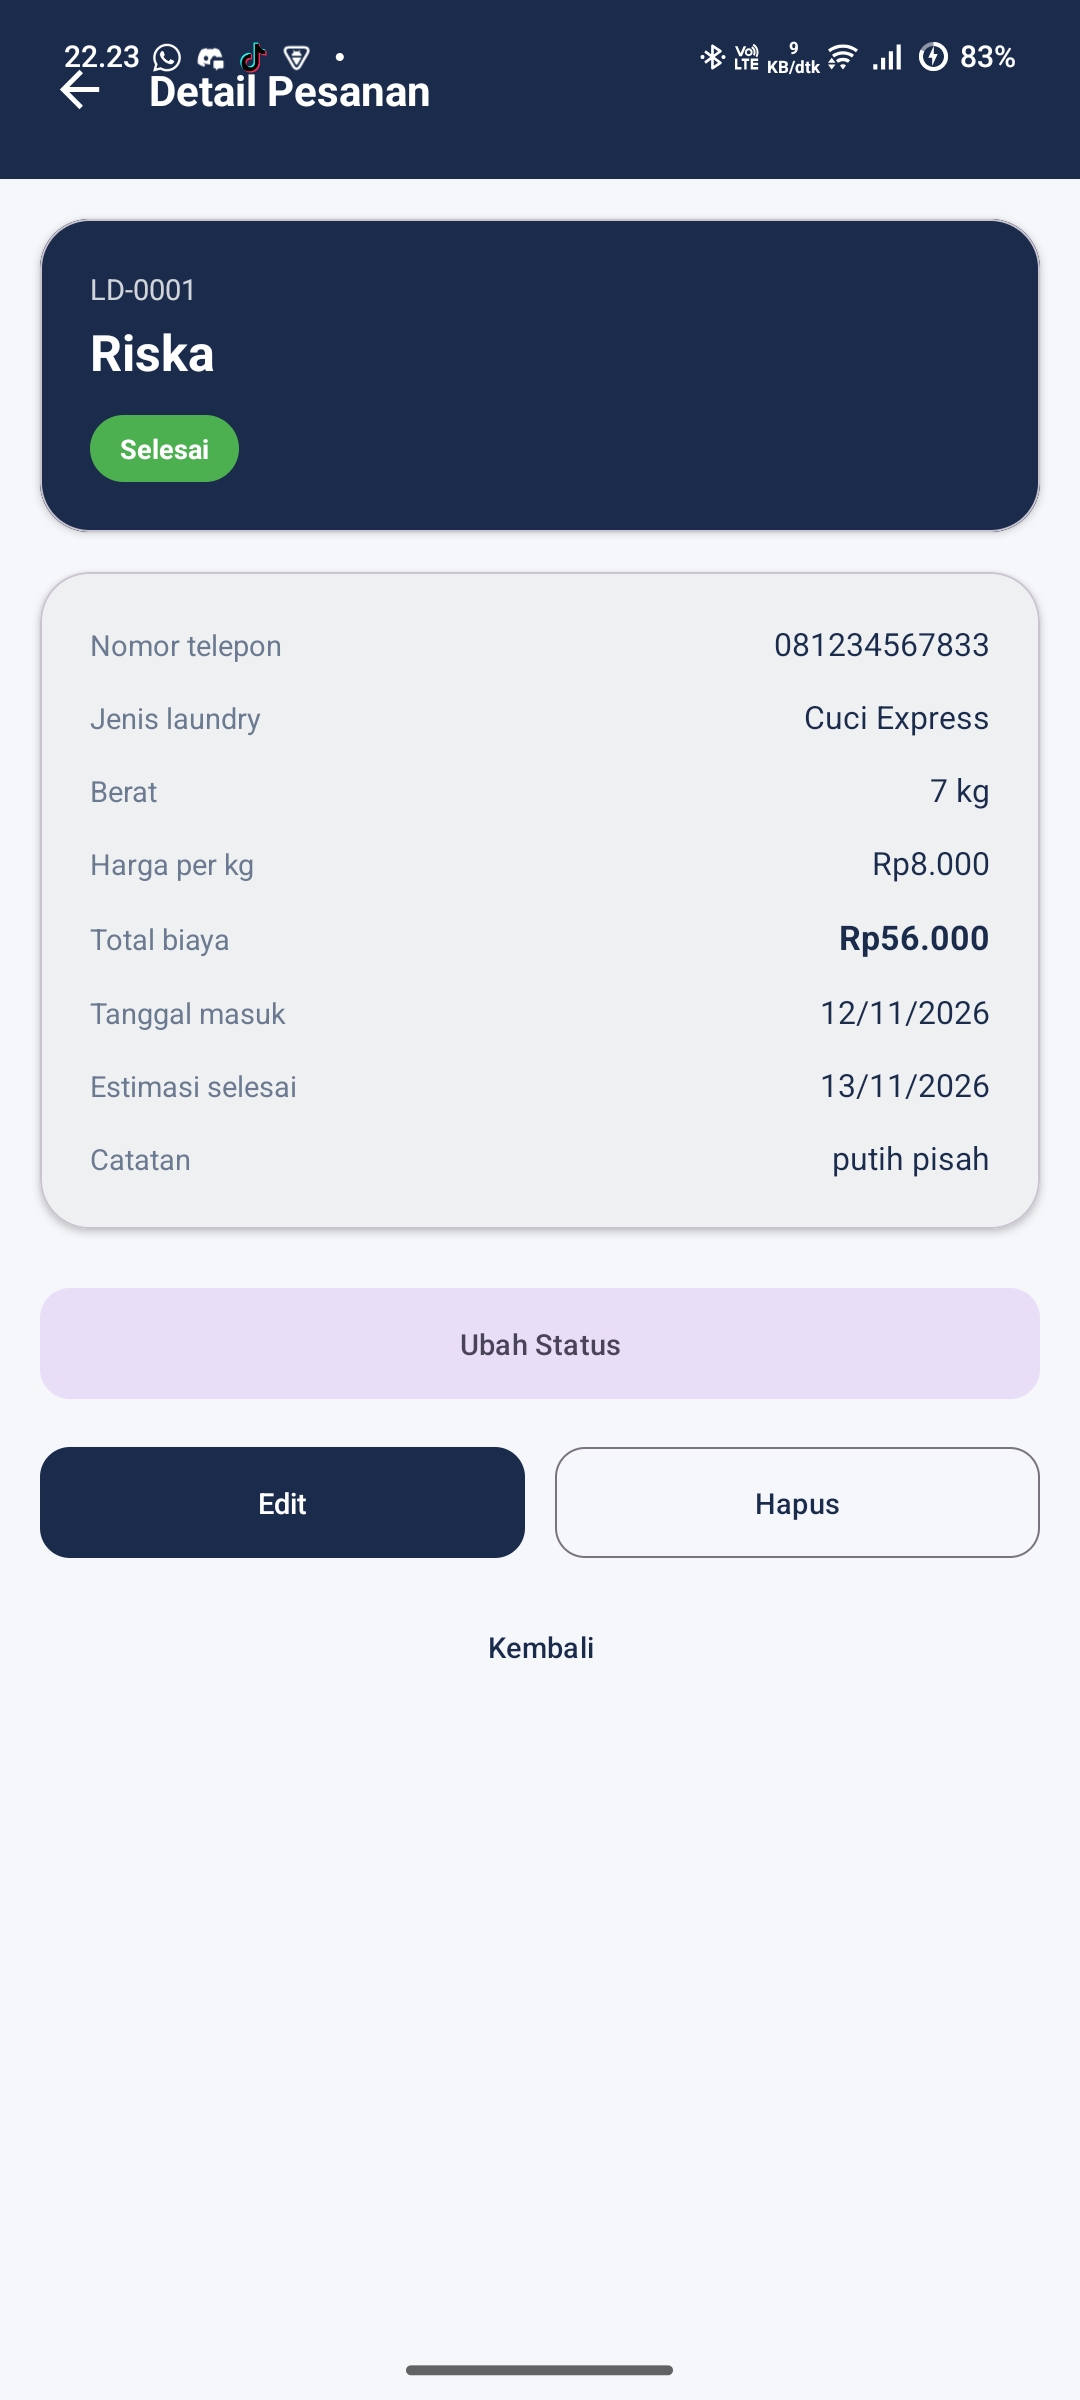 22.23
VoLTE
9 KB/dtk
83%
Detail Pesanan
LD-0001
Riska
Selesai
Nomor telepon 081234567833
Jenis laundry Cuci Express
Berat 7 kg
Harga per kg Rp8.000
Total biaya Rp56.000
Tanggal masuk 12/11/2026
Estimasi selesai 13/11/2026
Catatan putih pisah
Ubah Status
Edit Hapus
Kembali